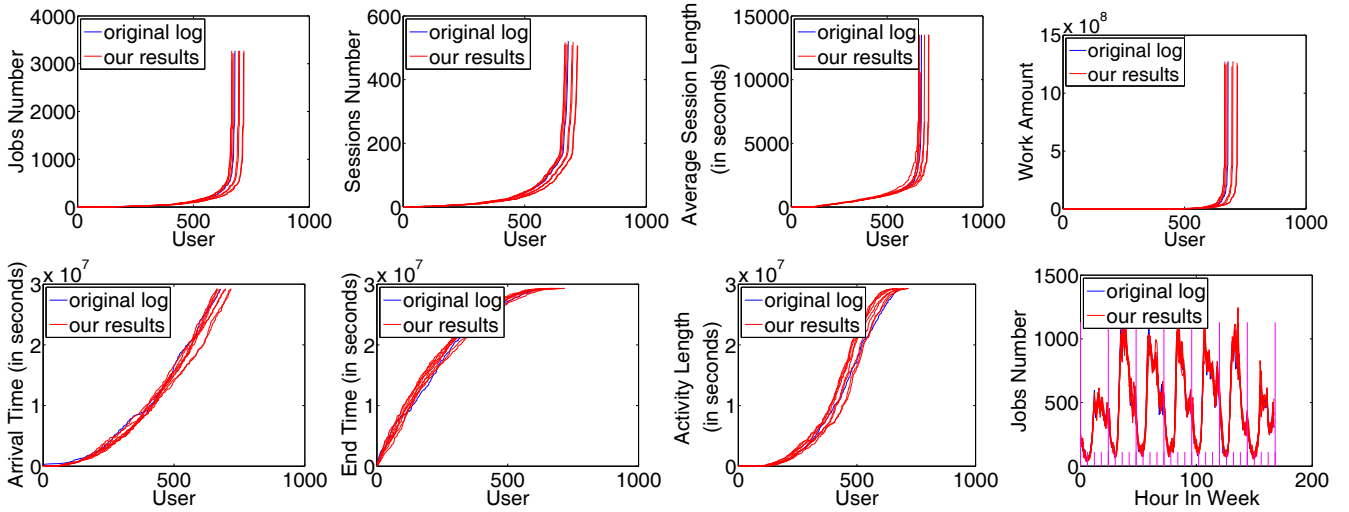 4000
3000
2000
1000
0
Jobs Number
original log
our results
0
500
1000
User
600
400
200
0
Sessions Number
original log
our results
0
500
1000
User
15000
10000
5000
0
Average Session Length
(in seconds)
original log
our results
0
500
1000
User
x 10^8
15
10
5
0
Work Amount
original log
our results
0
500
1000
User
x 10^7
3
2
1
0
Arrival Time (in seconds)
original log
our results
0
500
1000
User
x 10^7
3
2
1
0
End Time (in seconds)
original log
our results
0
500
1000
User
x 10^7
3
2
1
0
Activity Length
(in seconds)
original log
our results
0
500
1000
User
1500
1000
500
0
Jobs Number
original log
our results
0
100
200
Hour In Week